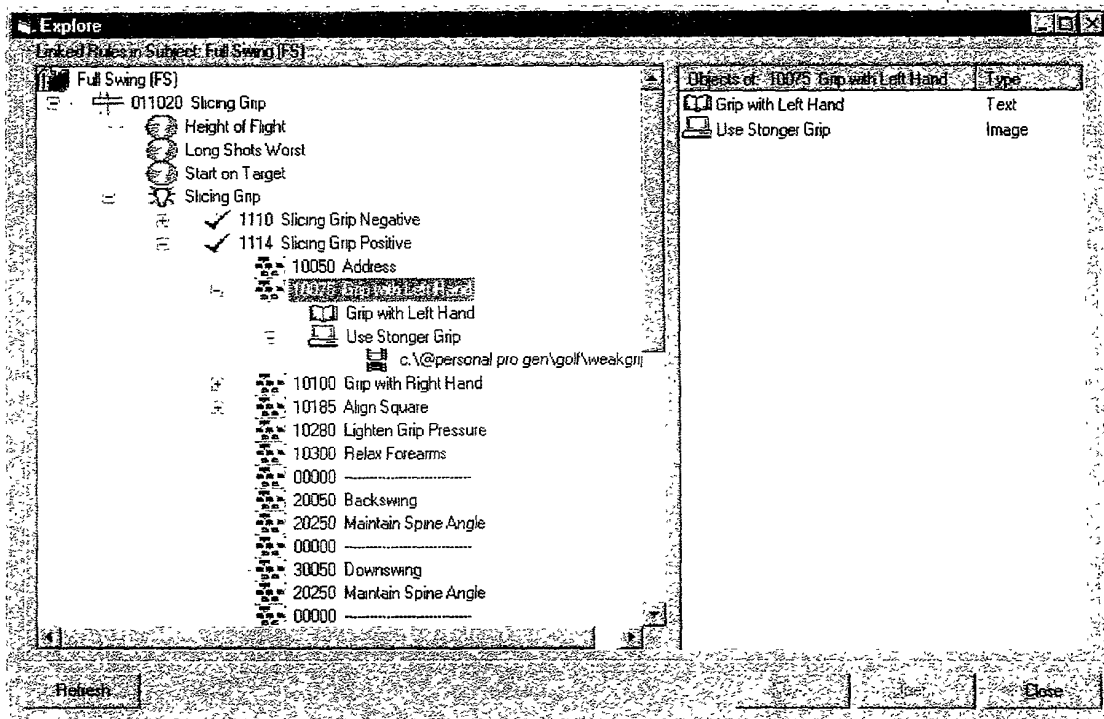 Explore
Linked Rules in Subject: Full Swing (FS)
Full Swing (FS)
011020 Slicing Grip
Height of Flight
Long Shots Worst
Start on Target
Slicing Grip
1110 Slicing Grip Negative
1114 Slicing Grip Positive
10050 Address
10075 Grip with Left Hand
Grip with Left Hand
Use Stonger Grip
c:\@personal pro gen\golf\weakgrij
10100 Grip with Right Hand
10185 Align Square
10280 Lighten Grip Pressure
10300 Relax Forearms
00000 ------------------------
20050 Backswing
20250 Maintain Spine Angle
00000 ------------------------
30050 Downswing
20250 Maintain Spine Angle
00000 ------------------------
Objects of: 10075 Grip with Left Hand Type
Grip with Left Hand Text
Use Stonger Grip Image
Refresh
Close